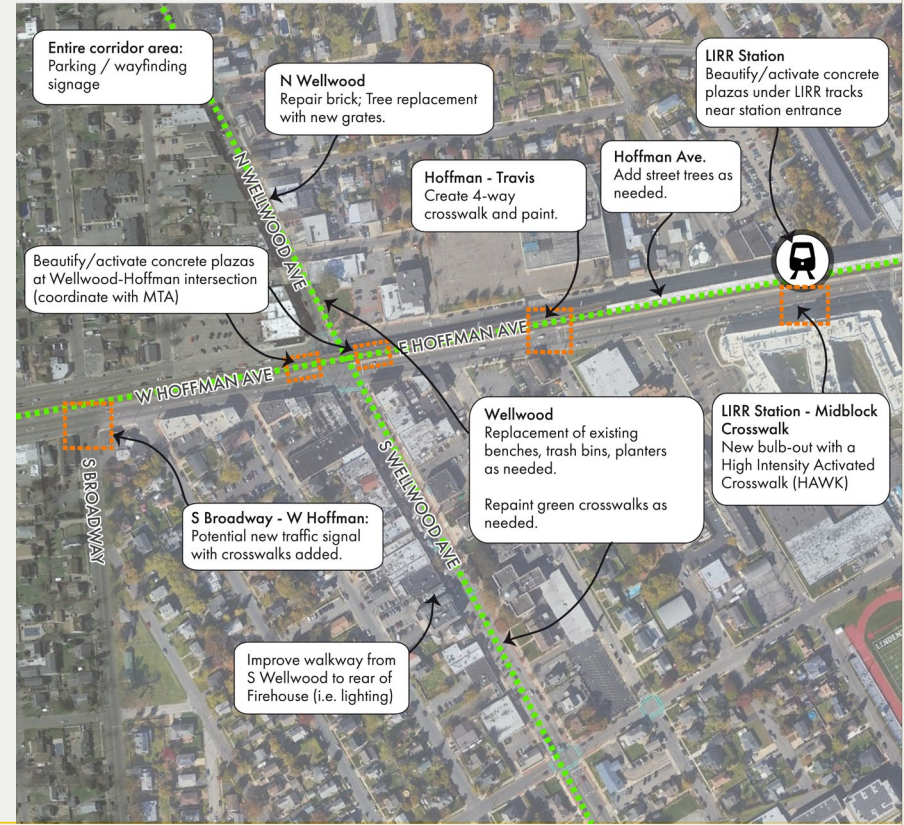 Entire corridor area:
Parking / wayfinding
signage
N Wellwood
Repair brick; Tree replacement
with new grates.
LIRR Station
Beautify/activate concrete
plazas under LIRR tracks
near station entrance
Hoffman - Travis
Create 4-way
crosswalk and paint.
Hoffman Ave.
Add street trees as
needed.
N WELLWOOD AVE
Beautify/activate concrete plazas
at Wellwood-Hoffman intersection
(coordinate with MTA)
E HOFFMAN AVE
W HOFFMAN AVE
Wellwood
Replacement of existing
benches, trash bins, planters
as needed.
Repaint green crosswalks as
needed.
LIRR Station - Midblock
Crosswalk
New bulb-out with a
High Intensity Activated
Crosswalk (HAWK)
S BROADWAY
S WELLWOOD AVE
S Broadway - W Hoffman:
Potential new traffic signal
with crosswalks added.
Improve walkway from
S Wellwood to rear of
Firehouse (i.e. lighting)